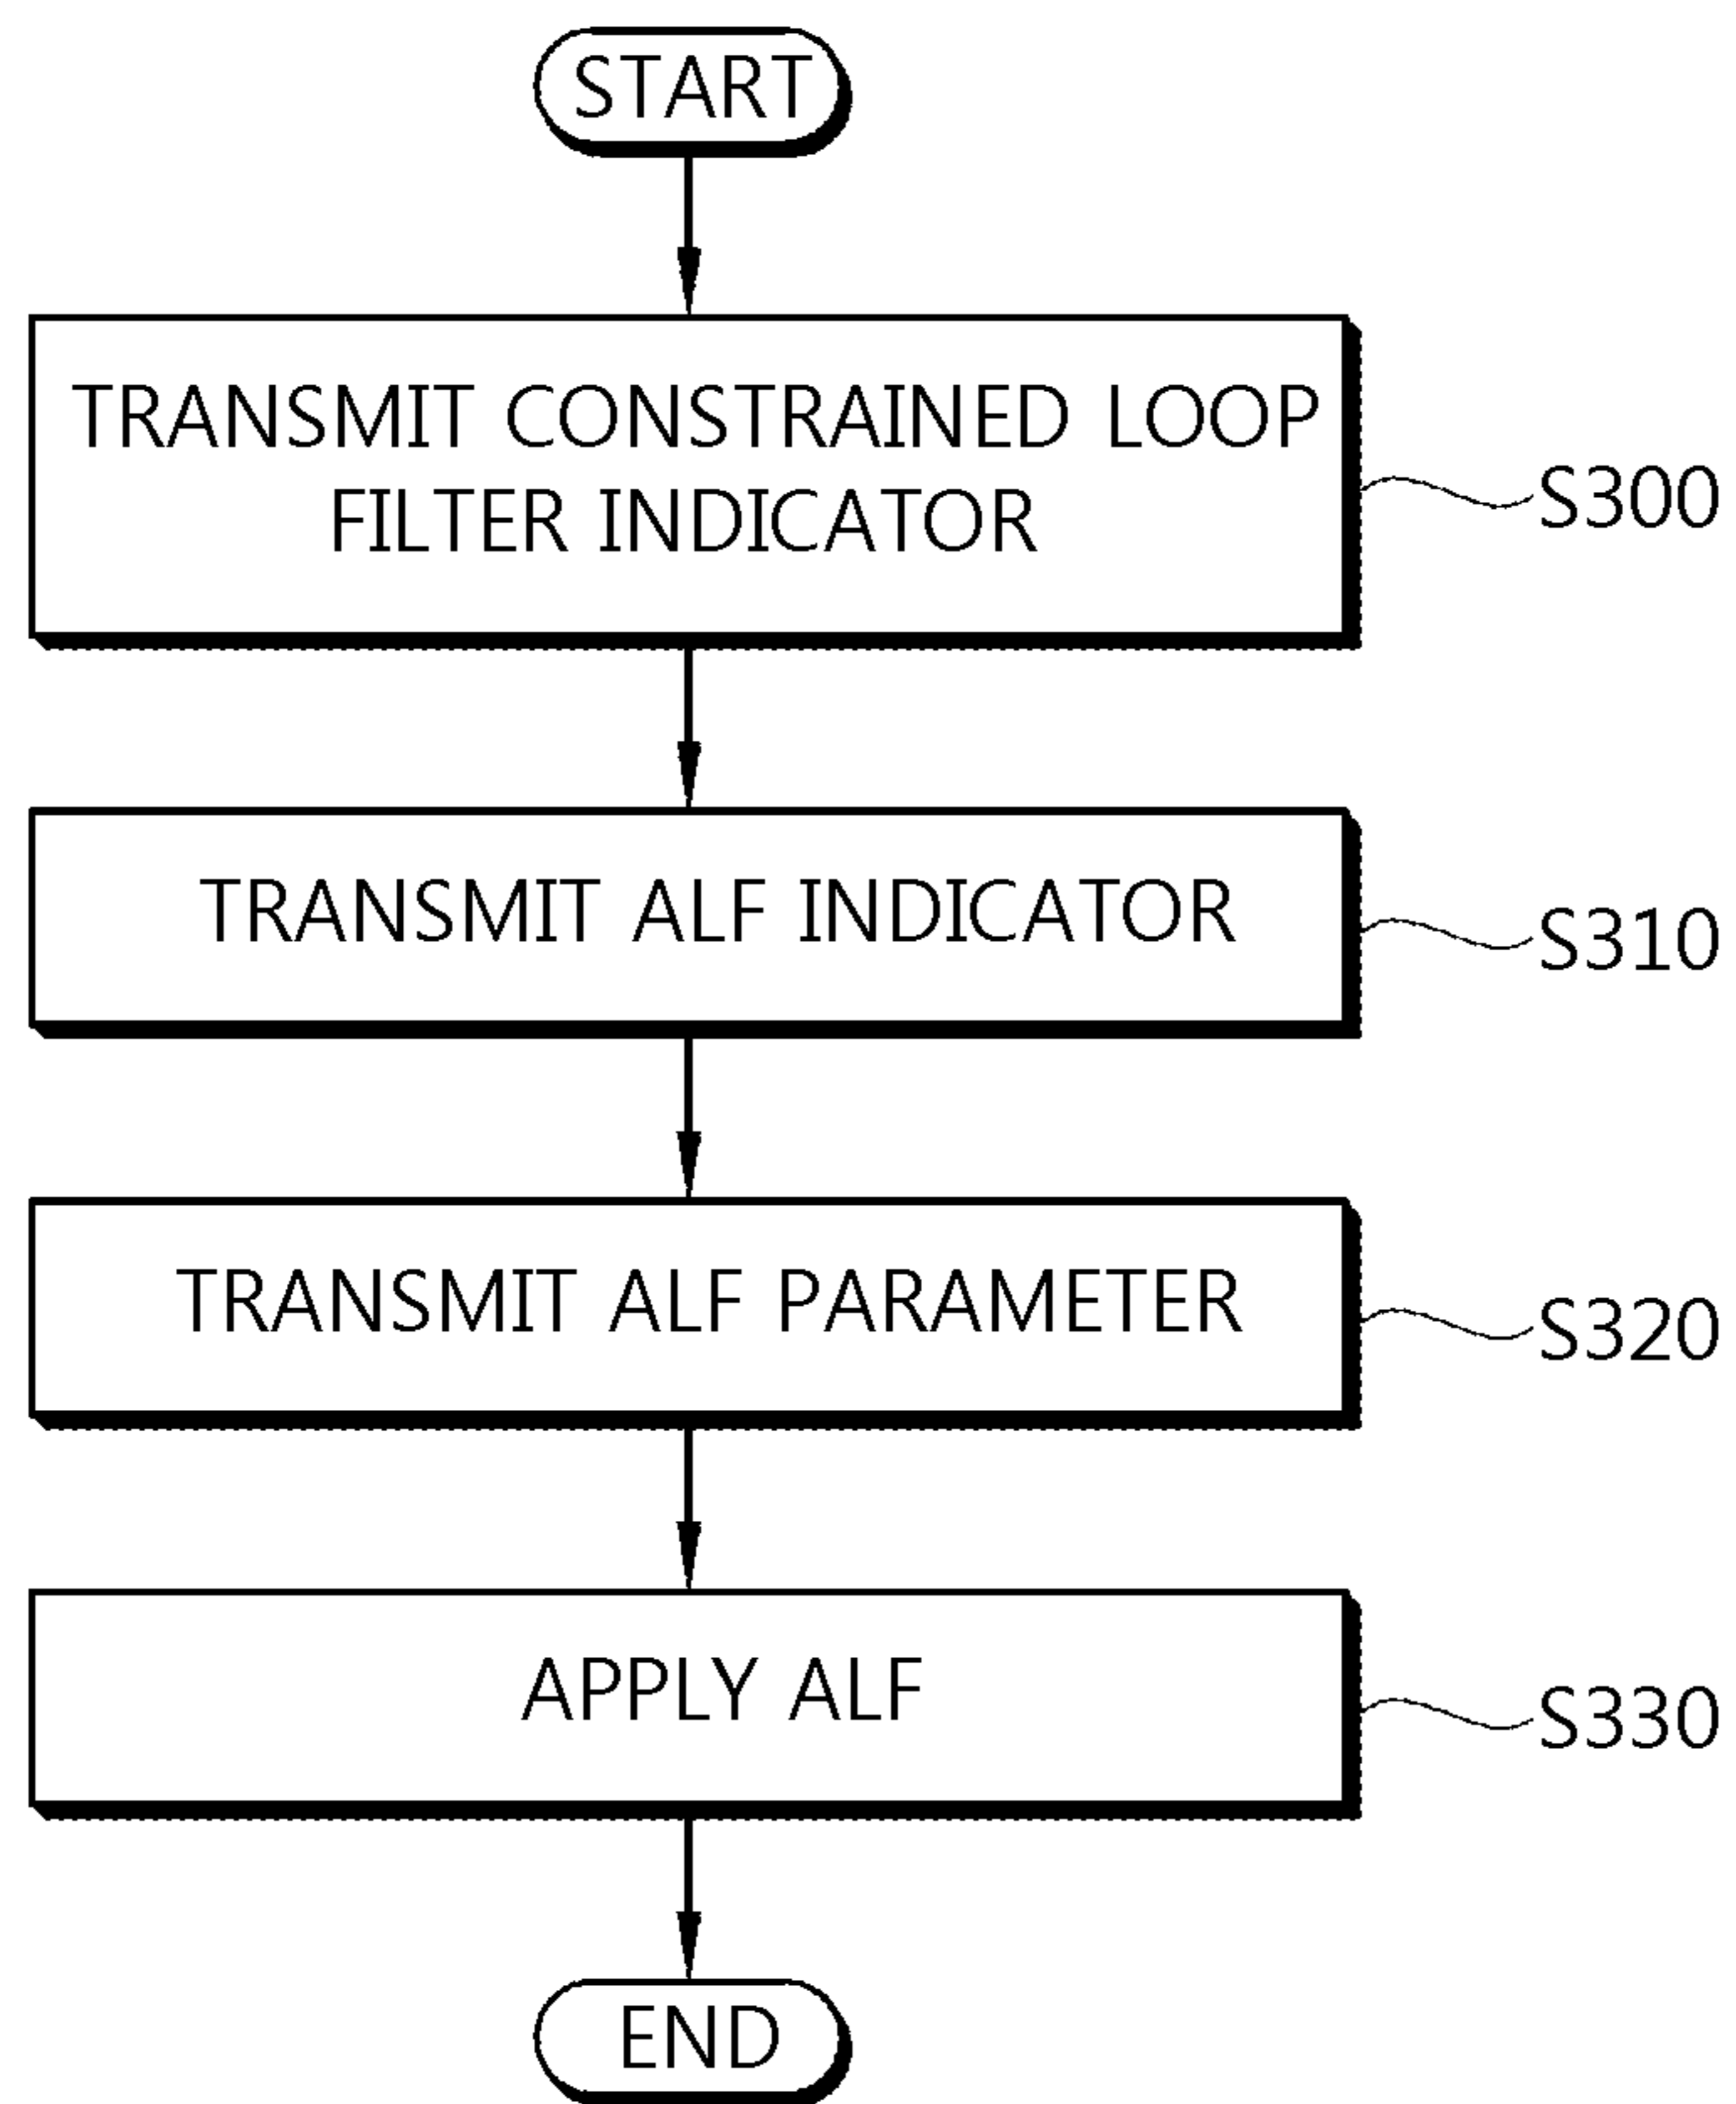 START
TRANSMIT CONSTRAINED LOOP
FILTER INDICATOR
S300
TRANSMIT ALF INDICATOR
S310
TRANSMIT ALF PARAMETER
S320
APPLY ALF
S330
END